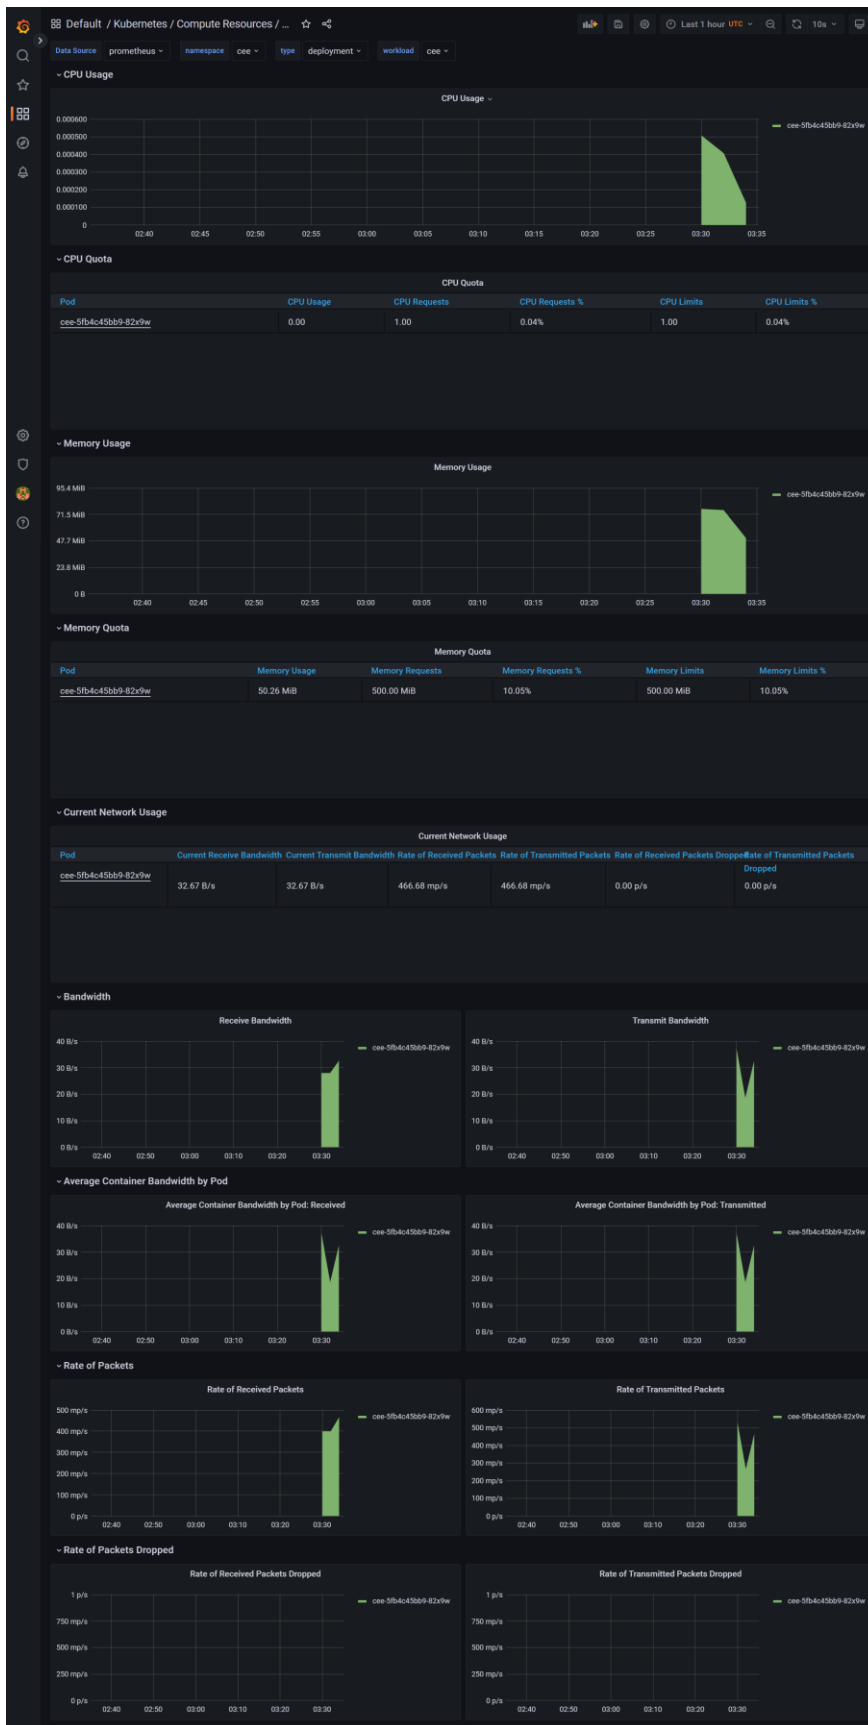 Default / Kubernetes / Compute Resources / ...
Last 1 hour UTC
10s
Data Source prometheus namespace cee type deployment workload cee
CPU Usage
CPU Usage
0.000600
0.000500
0.000400
0.000300
0.000200
0.000100
0
02:40 02:45 02:50 02:55 03:00 03:05 03:10 03:15 03:20 03:25 03:30 03:35
cee-5fb4c45bb9-82x9w
CPU Quota
CPU Quota
Pod CPU Usage CPU Requests CPU Requests % CPU Limits CPU Limits %
cee-5fb4c45bb9-82x9w 0.00 1.00 0.04% 1.00 0.04%
Memory Usage
Memory Usage
95.4 MiB
71.5 MiB
47.7 MiB
23.8 MiB
0 B
02:40 02:45 02:50 02:55 03:00 03:05 03:10 03:15 03:20 03:25 03:30 03:35
cee-5fb4c45bb9-82x9w
Memory Quota
Memory Quota
Pod Memory Usage Memory Requests Memory Requests % Memory Limits Memory Limits %
cee-5fb4c45bb9-82x9w 50.26 MiB 500.00 MiB 10.05% 500.00 MiB 10.05%
Current Network Usage
Current Network Usage
Pod Current Receive Bandwidth Current Transmit Bandwidth Rate of Received Packets Rate of Transmitted Packets Rate of Received Packets Dropped Rate of Transmitted Packets
Dropped
cee-5fb4c45bb9-82x9w 32.67 B/s 32.67 B/s 466.68 mp/s 466.68 mp/s 0.00 p/s 0.00 p/s
Bandwidth
Receive Bandwidth
40 B/s
30 B/s
20 B/s
10 B/s
0 B/s
02:40 02:50 03:00 03:10 03:20 03:30
cee-5fb4c45bb9-82x9w
Transmit Bandwidth
40 B/s
30 B/s
20 B/s
10 B/s
0 B/s
02:40 02:50 03:00 03:10 03:20 03:30
cee-5fb4c45bb9-82x9w
Average Container Bandwidth by Pod
Average Container Bandwidth by Pod: Received
40 B/s
30 B/s
20 B/s
10 B/s
0 B/s
02:40 02:50 03:00 03:10 03:20 03:30
cee-5fb4c45bb9-82x9w
Average Container Bandwidth by Pod: Transmitted
40 B/s
30 B/s
20 B/s
10 B/s
0 B/s
02:40 02:50 03:00 03:10 03:20 03:30
cee-5fb4c45bb9-82x9w
Rate of Packets
Rate of Received Packets
500 mp/s
400 mp/s
300 mp/s
200 mp/s
100 mp/s
0 p/s
02:40 02:50 03:00 03:10 03:20 03:30
cee-5fb4c45bb9-82x9w
Rate of Transmitted Packets
600 mp/s
500 mp/s
400 mp/s
300 mp/s
200 mp/s
100 mp/s
0 p/s
02:40 02:50 03:00 03:10 03:20 03:30
cee-5fb4c45bb9-82x9w
Rate of Packets Dropped
Rate of Received Packets Dropped
1 p/s
750 mp/s
500 mp/s
250 mp/s
0 p/s
02:40 02:50 03:00 03:10 03:20 03:30
cee-5fb4c45bb9-82x9w
Rate of Transmitted Packets Dropped
1 p/s
750 mp/s
500 mp/s
250 mp/s
0 p/s
02:40 02:50 03:00 03:10 03:20 03:30
cee-5fb4c45bb9-82x9w